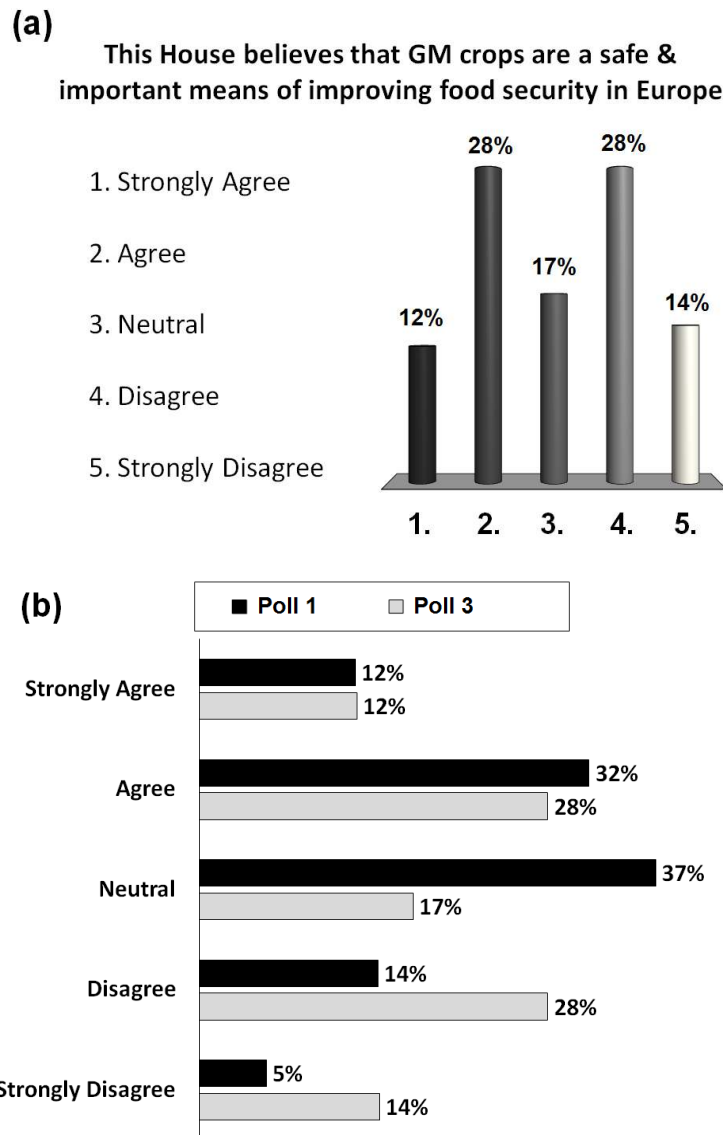 (a)
This House believes that GM crops are a safe &
important means of improving food security in Europe
1. Strongly Agree
2. Agree
3. Neutral
4. Disagree
5. Strongly Disagree
12%
28%
17%
28%
14%
1. 2. 3. 4. 5.
(b)
Poll 1 Poll 3
Strongly Agree
12%
12%
Agree
32%
28%
Neutral
37%
17%
Disagree
14%
28%
Strongly Disagree
5%
14%